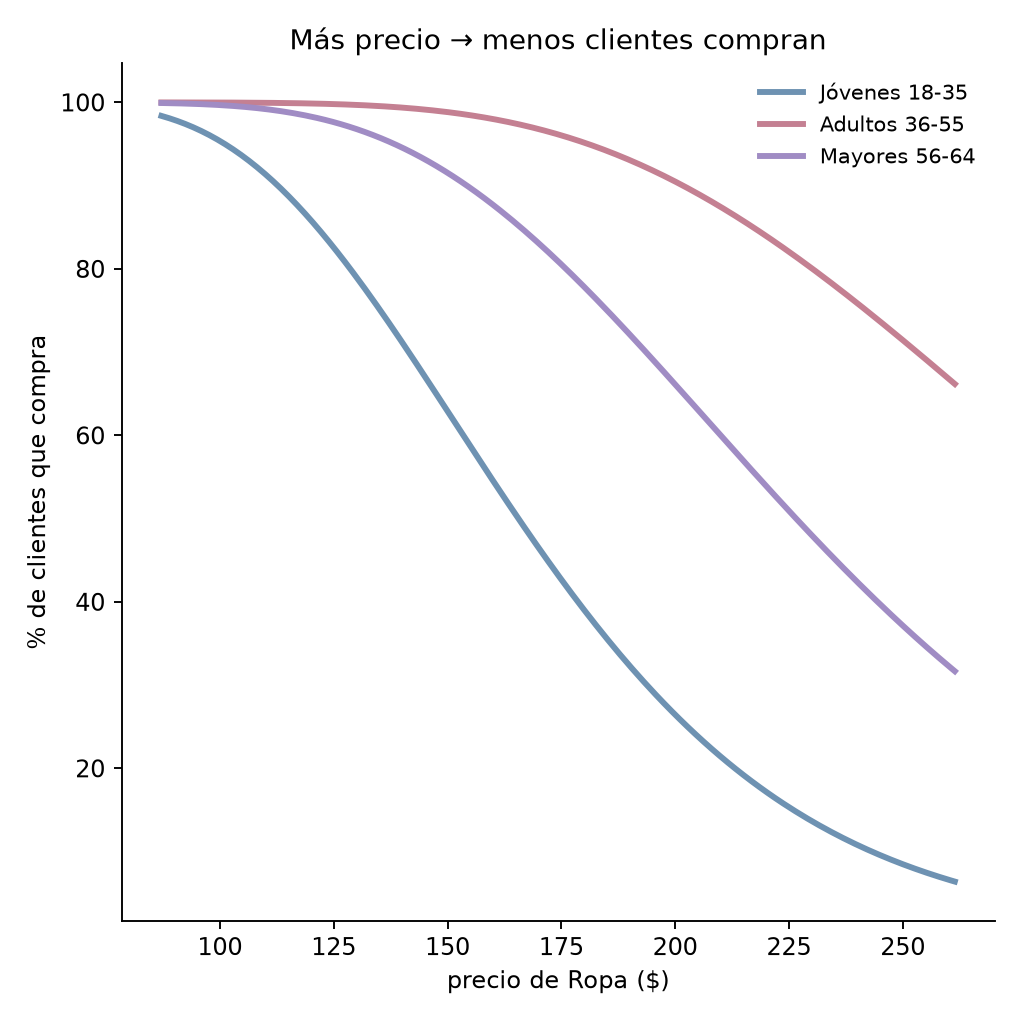 Más precio → menos clientes compran
Jóvenes 18-35
Adultos 36-55
Mayores 56-64
% de clientes que compra
100
80
60
40
20
100 125 150 175 200 225 250
precio de Ropa ($)